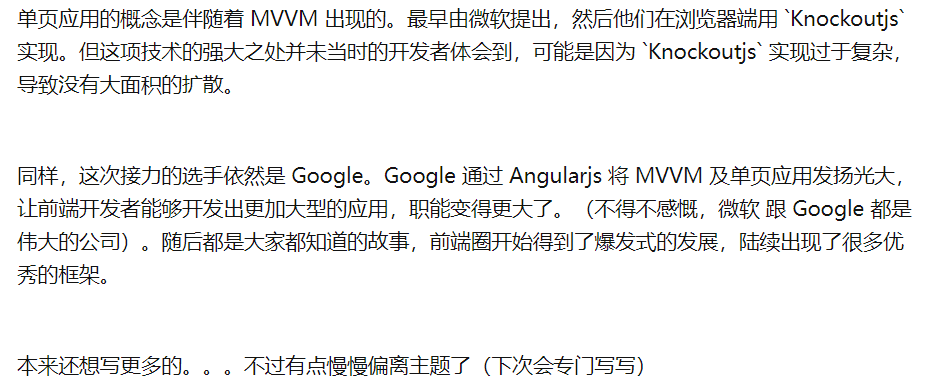 单页应用的概念是伴随着 MVVM 出现的。最早由微软提出，然后他们在浏览器端用 `Knockoutjs`
实现。但这项技术的强大之处并未当时的开发者体会到，可能是因为 `Knockoutjs` 实现过于复杂，
导致没有大面积的扩散。
同样，这次接力的选手依然是 Google。Google 通过 Angularjs 将 MVVM 及单页应用发扬光大，
让前端开发者能够开发出更加大型的应用，职能变得更大了。（不得不感慨，微软 跟 Google 都是
伟大的公司）。随后都是大家都知道的故事，前端圈开始得到了爆发式的发展，陆续出现了很多优
秀的框架。
本来还想写更多的。。。不过有点慢慢偏离主题了（下次会专门写写）